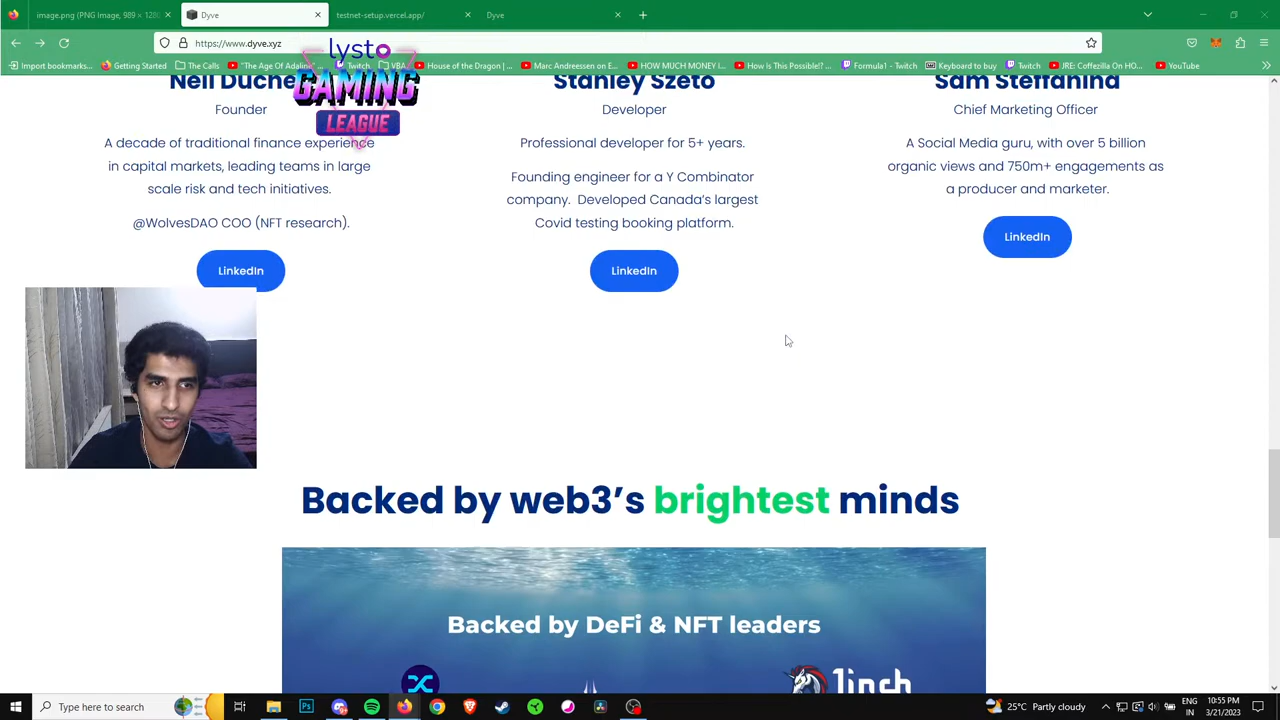 image.png (PNG Image, 989 × 128
Dyve
testnet-setup.vercel.app/
Dyve
https://www.dyve.xyz
Import bookmarks...
Getting Started
The Calls
"The Age Of Adaline"
Twitch
VBA
House of the Dragon | ...
Marc Andreessen on E...
HOW MUCH MONEY I...
How is This Possible!? ...
Formula1 - Twitch
Keyboard to buy
Twitch
JRE: Coffezilla On HO...
YouTube
lysto
GAMING
LEAGUE
Neil Duche
Stanley Szeto
Sam Steffanina
Founder
Developer
Chief Marketing Officer
A decade of traditional finance experience
in capital markets, leading teams in large
scale risk and tech initiatives.
@WolvesDAO COO (NFT research).
LinkedIn
Professional developer for 5+ years.
Founding engineer for a Y Combinator
company. Developed Canada's largest
Covid testing booking platform.
LinkedIn
A Social Media guru, with over 5 billion
organic views and 750m+ engagements as
a producer and marketer.
LinkedIn
Backed by web3's brightest minds
Backed by DeFi & NFT leaders
1inch
Type here to search
Ps
25°C Partly cloudy
ENG
IN
10:55 PM
3/21/2023